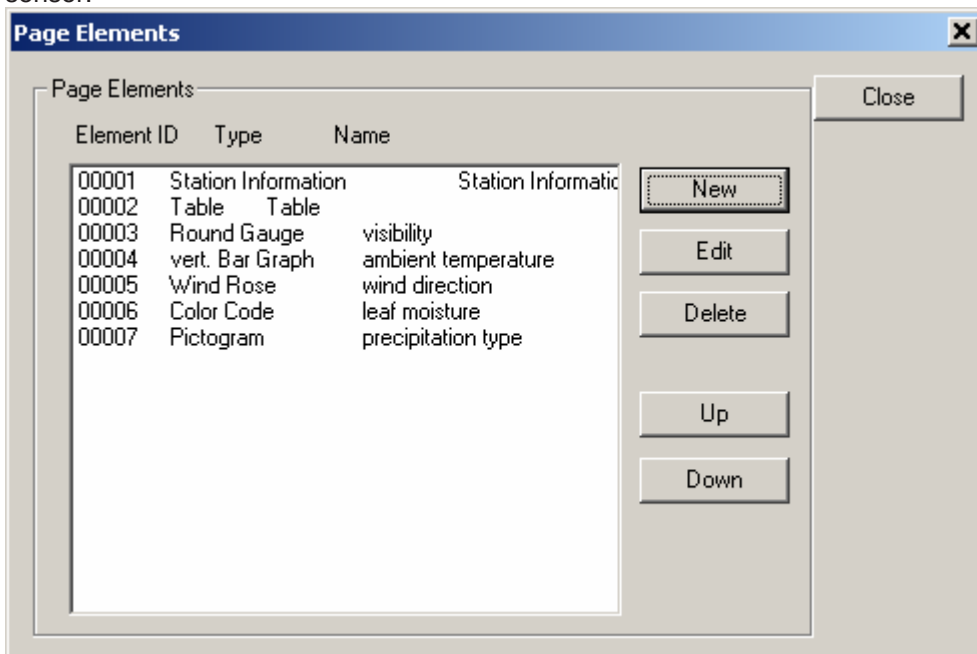 Page Elements
Page Elements
Close
Element ID Type Name
00001 Station Information Station Informatic
New
00002 Table Table
00003 Round Gauge visibility
00004 vert. Bar Graph ambient temperature
Edit
00005 Wind Rose wind direction
00006 Color Code leaf moisture
Delete
00007 Pictogram precipitation type
Up
Down